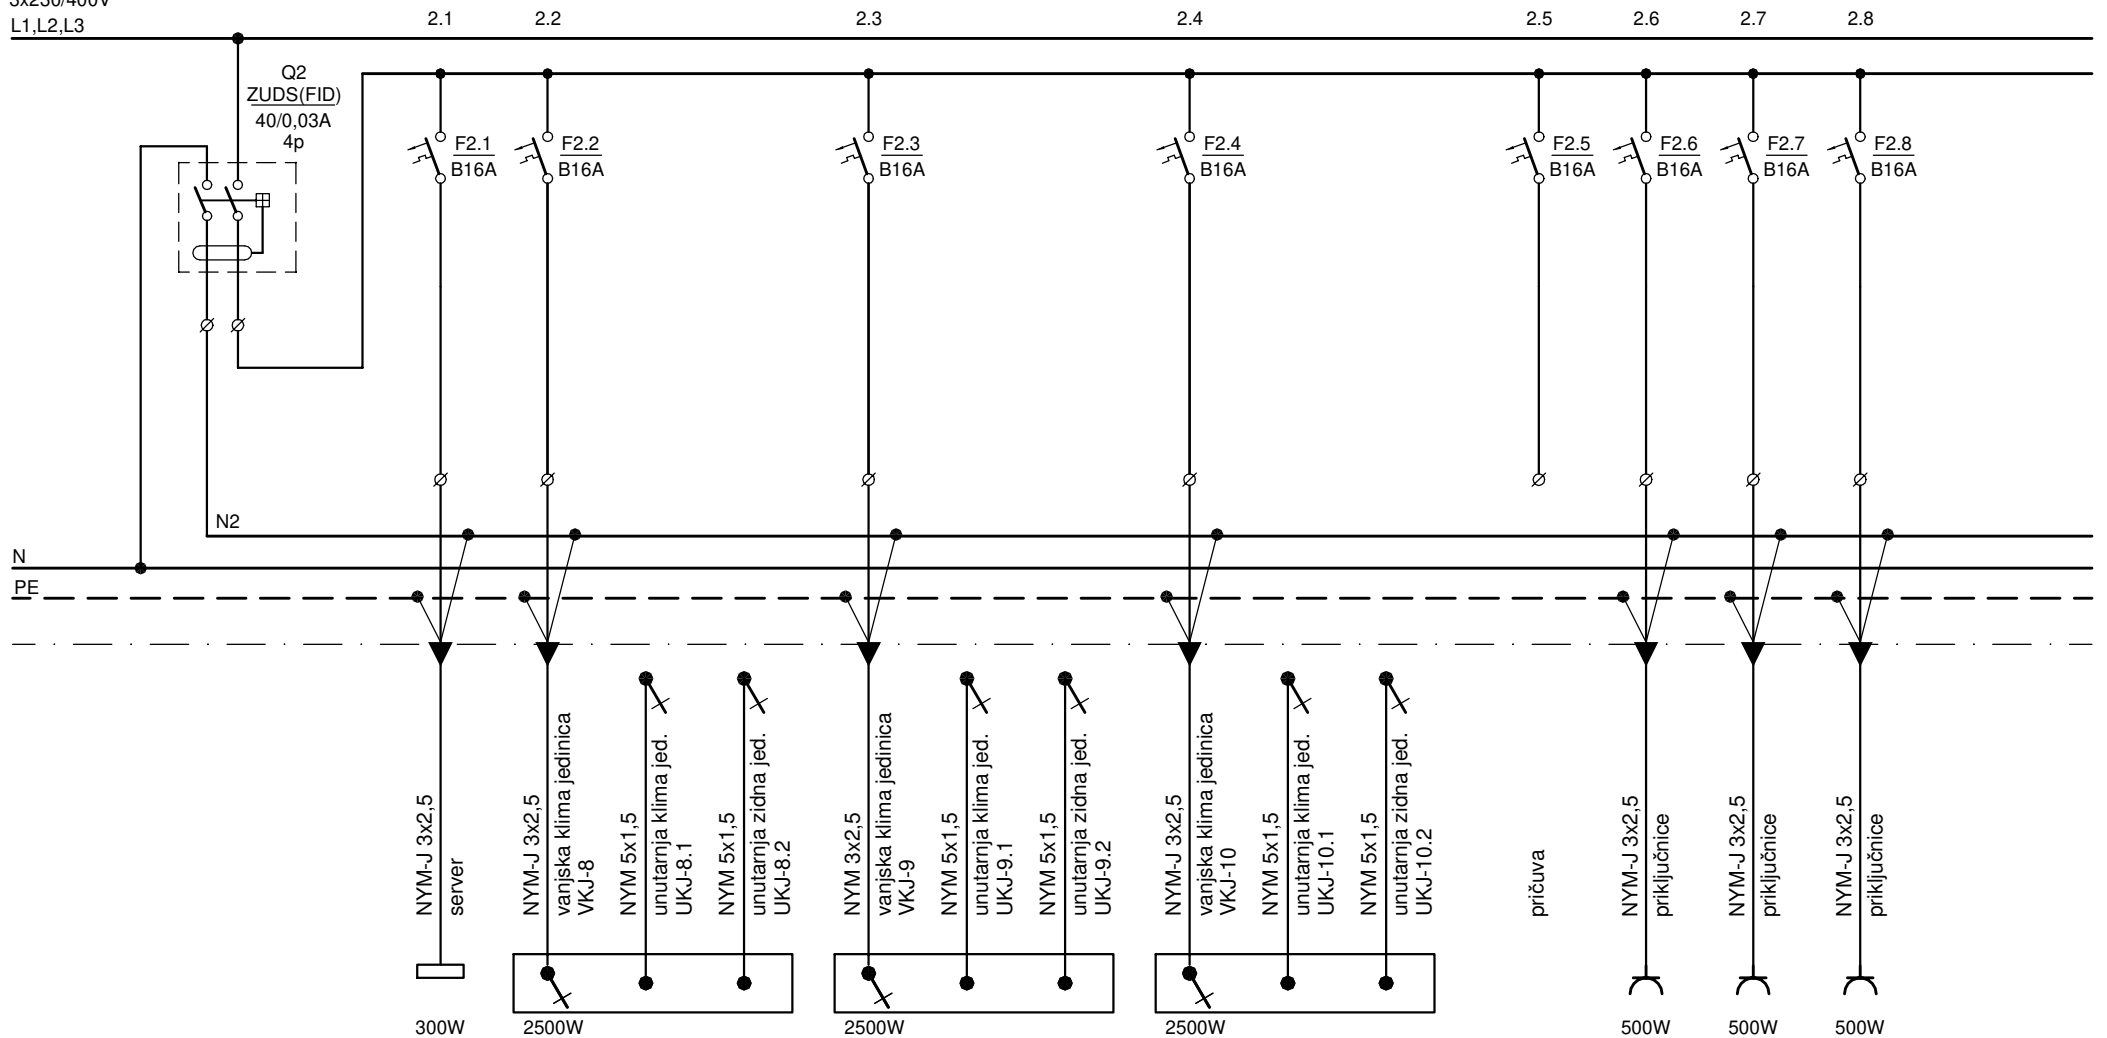 3x230/400V
L1,L2,L3
2.1
2.2
2.3
2.4
2.5
2.6
2.7
2.8
Q2
ZUDS(FID)
40/0,03A
4p
F2.1
B16A
F2.2
B16A
F2.3
B16A
F2.4
B16A
F2.5
B16A
F2.6
B16A
F2.7
B16A
F2.8
B16A
N2
N
PE
NYM-J 3x2,5
server
NYM-J 3x2,5
vanjska klima jedinica
VKJ-8
NYM 5x1,5
unutarnja klima jed.
UKJ-8.1
NYM 5x1,5
unutarnja zidna jed.
UKJ-8.2
NYM 3x2,5
vanjska klima jedinica
VKJ-9
NYM 5x1,5
unutarnja klima jed.
UKJ-9.1
NYM 5x1,5
unutarnja zidna jed.
UKJ-9.2
NYM-J 3x2,5
vanjska klima jedinica
VKJ-10
NYM 5x1,5
unutarnja klima jed.
UKJ-10.1
NYM 5x1,5
unutarnja zidna jed.
UKJ-10.2
pričuva
NYM-J 3x2,5
priključnice
NYM-J 3x2,5
priključnice
NYM-J 3x2,5
priključnice
300W
2500W
2500W
2500W
500W
500W
500W